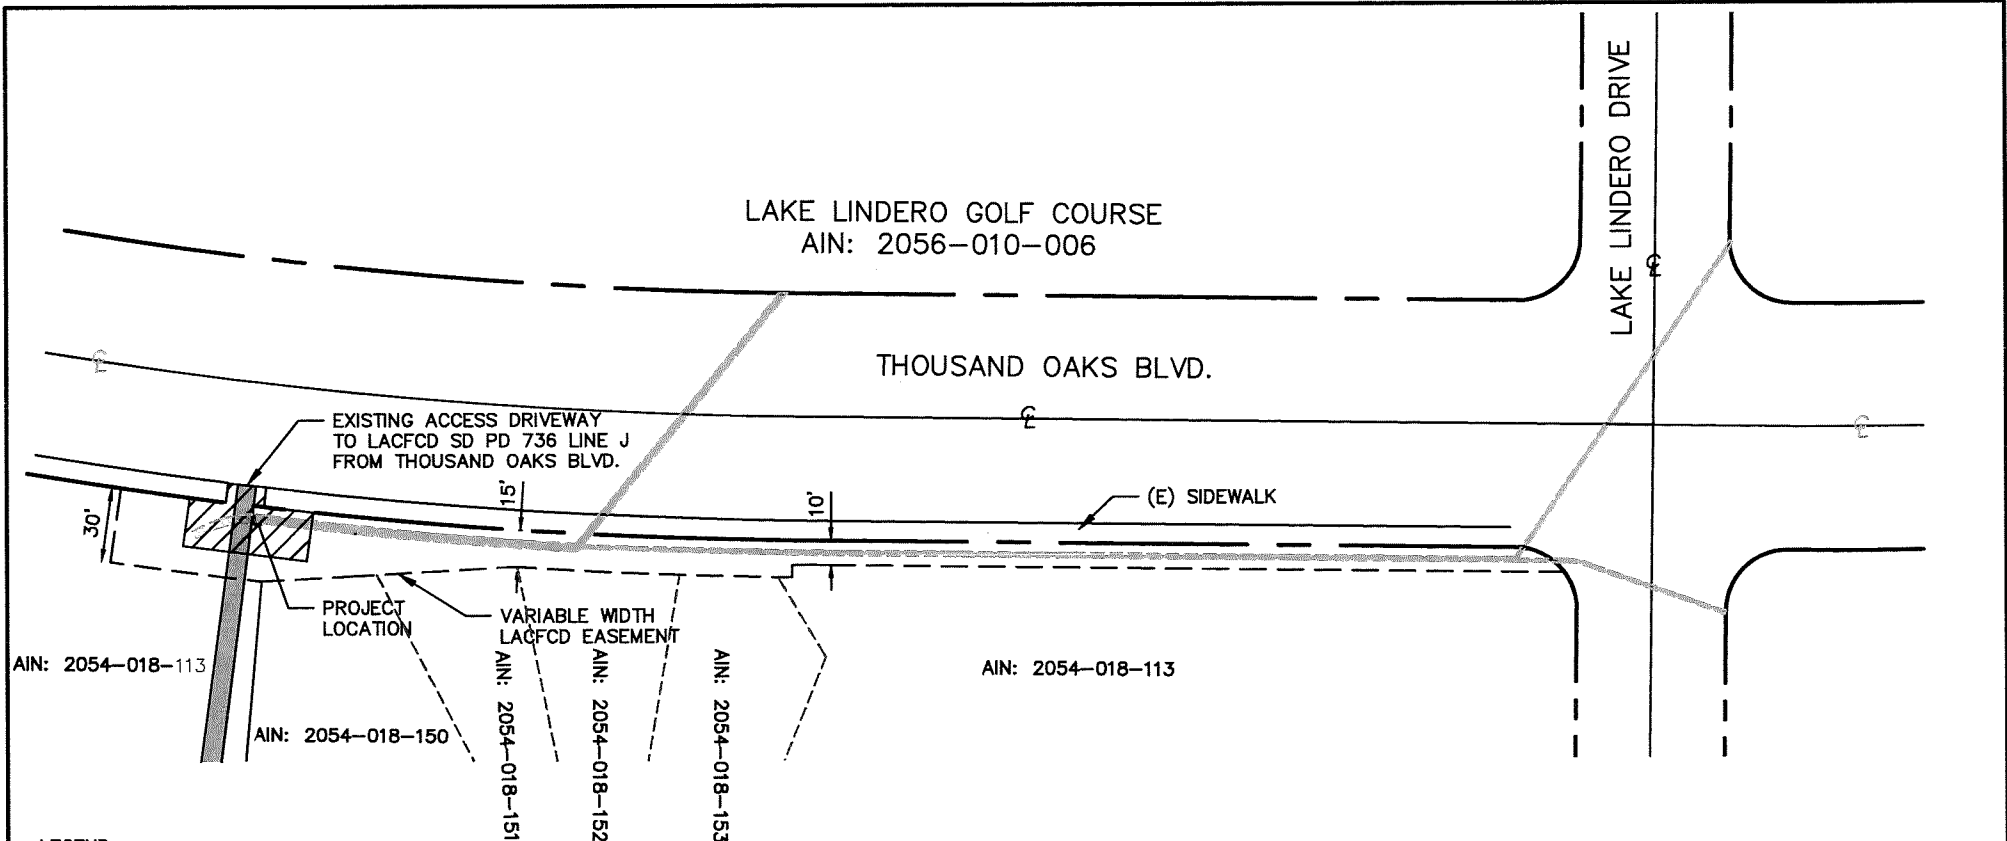 LAKE LINDERO DRIVE
LAKE LINDERO GOLF COURSE
AIN: 2056-010-006
THOUSAND OAKS BLVD.
EXISTING ACCESS DRIVEWAY
TO LACFCD SD PD 736 LINE J
FROM THOUSAND OAKS BLVD.
30'
15'
10'
(E) SIDEWALK
PROJECT
LOCATION
VARIABLE WIDTH
LACFCD EASEMENT
AIN: 2054-018-113
AIN: 2054-018-150
AIN: 2054-018-151
AIN: 2054-018-152
AIN: 2054-018-153
AIN: 2054-018-113